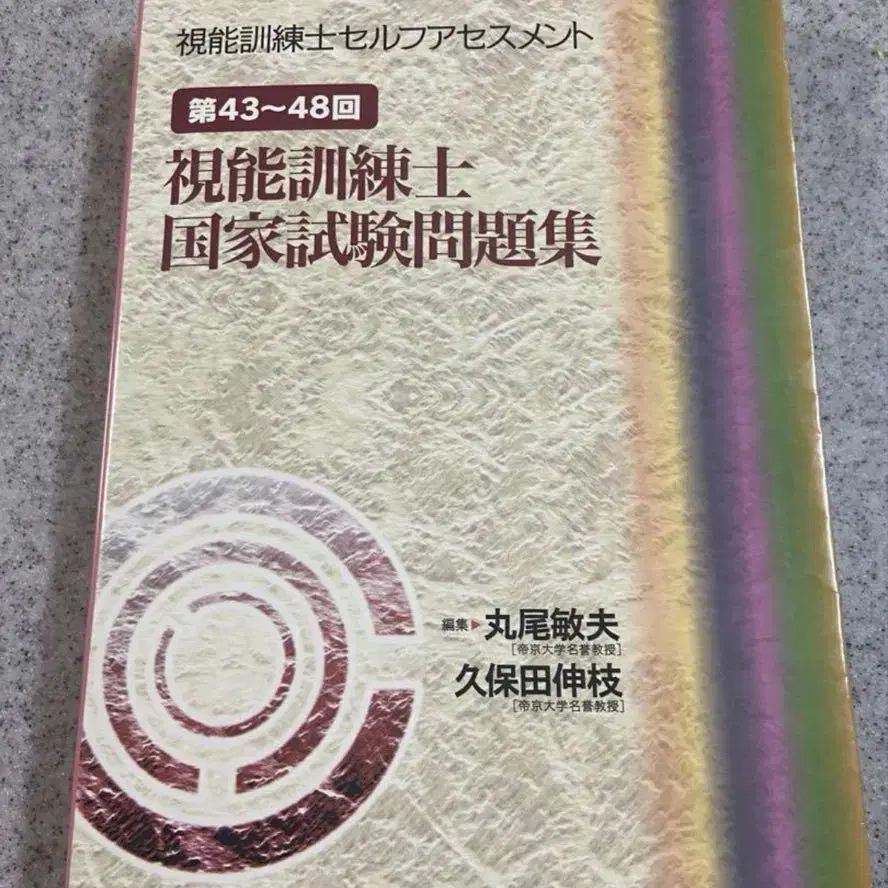 視能訓練士セルフアセスメント
第43〜48回
視能訓練士
国家試験問題集
編集▶丸尾敏夫
[帝京大学名誉教授]
久保田伸枝
[帝京大学名誉教授]